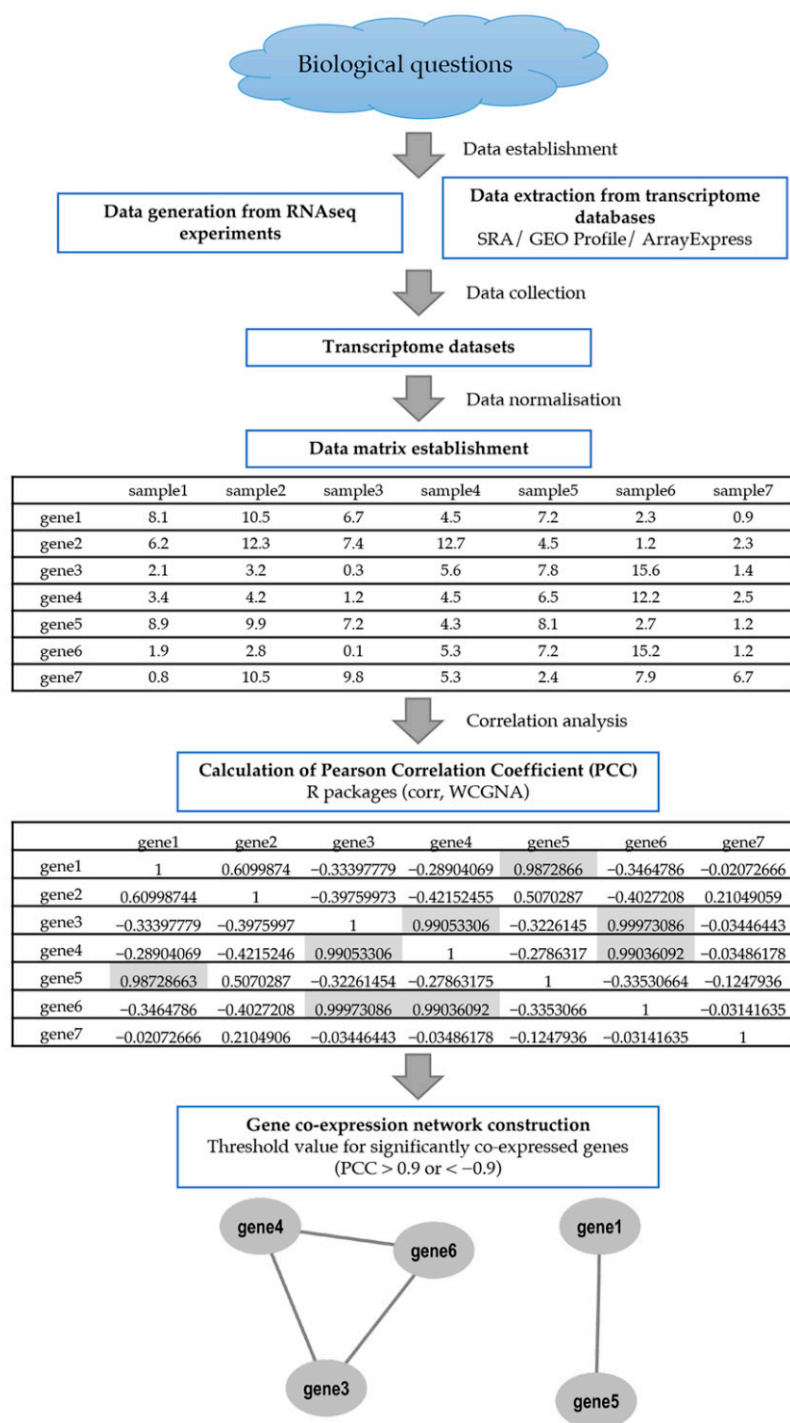 Biological questions
Data establishment
Data generation from RNAseq
experiments
Data extraction from transcriptome
databases
SRA/ GEO Profile/ ArrayExpress
Data collection
Transcriptome datasets
Data normalisation
Data matrix establishment
sample1 sample2 sample3 sample4 sample5 sample6 sample7
gene1 8.1 10.5 6.7 4.5 7.2 2.3 0.9
gene2 6.2 12.3 7.4 12.7 4.5 1.2 2.3
gene3 2.1 3.2 0.3 5.6 7.8 15.6 1.4
gene4 3.4 4.2 1.2 4.5 6.5 12.2 2.5
gene5 8.9 9.9 7.2 4.3 8.1 2.7 1.2
gene6 1.9 2.8 0.1 5.3 7.2 15.2 1.2
gene7 0.8 10.5 9.8 5.3 2.4 7.9 6.7
Correlation analysis
Calculation of Pearson Correlation Coefficient (PCC)
R packages (corr, WCGNA)
gene1 gene2 gene3 gene4 gene5 gene6 gene7
gene1 1 0.6099874 −0.33397779 −0.28904069 0.9872866 −0.3464786 −0.02072666
gene2 0.60998744 1 −0.39759973 −0.42152455 0.5070287 −0.4027208 0.21049059
gene3 −0.33397779 −0.3975997 1 0.99053306 −0.3226145 0.99973086 −0.03446443
gene4 −0.28904069 −0.4215246 0.99053306 1 −0.2786317 0.99036092 −0.03486178
gene5 0.98728663 0.5070287 −0.32261454 −0.27863175 1 −0.33530664 −0.1247936
gene6 −0.3464786 −0.4027208 0.99973086 0.99036092 −0.3353066 1 −0.03141635
gene7 −0.02072666 0.2104906 −0.03446443 −0.03486178 −0.1247936 −0.03141635 1
Gene co-expression network construction
Threshold value for significantly co-expressed genes
(PCC > 0.9 or < −0.9)
gene4
gene6
gene3
gene1
gene5